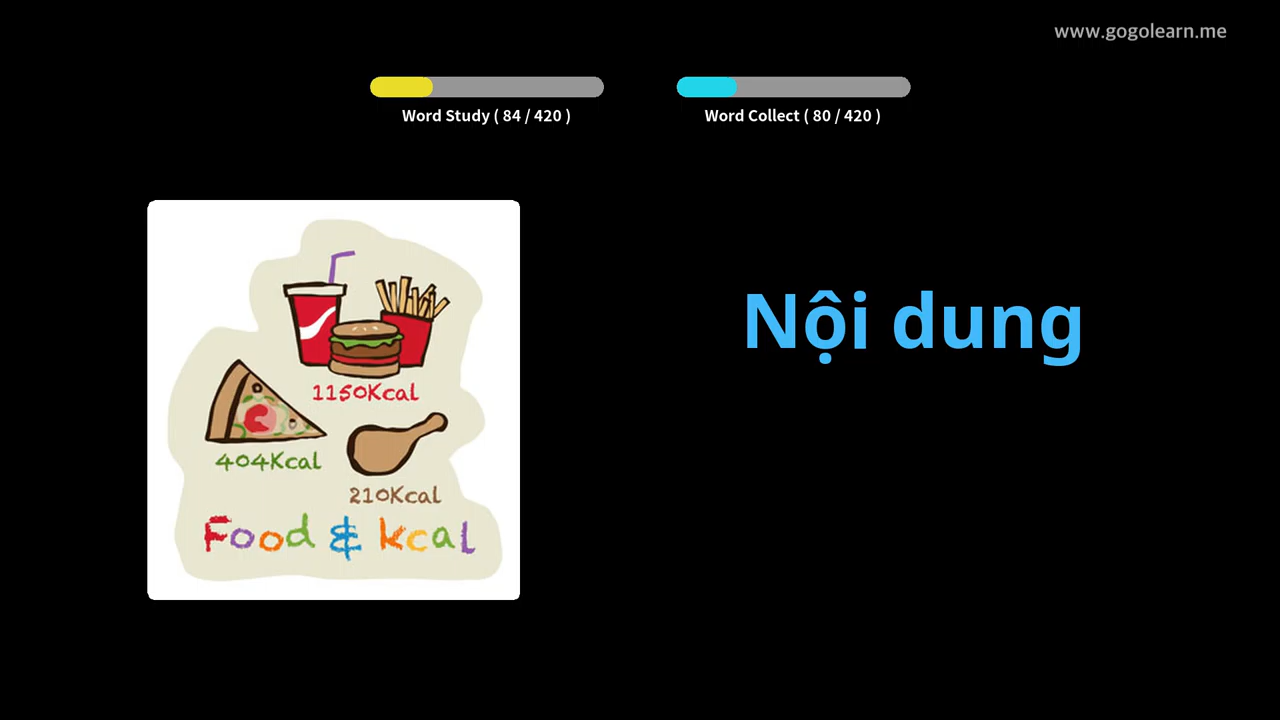 www.gogolearn.me
Word Study ( 84 / 420 )
Word Collect ( 80 / 420 )
1150Kcal
404Kcal
210Kcal
Food & kcal
Nội dung